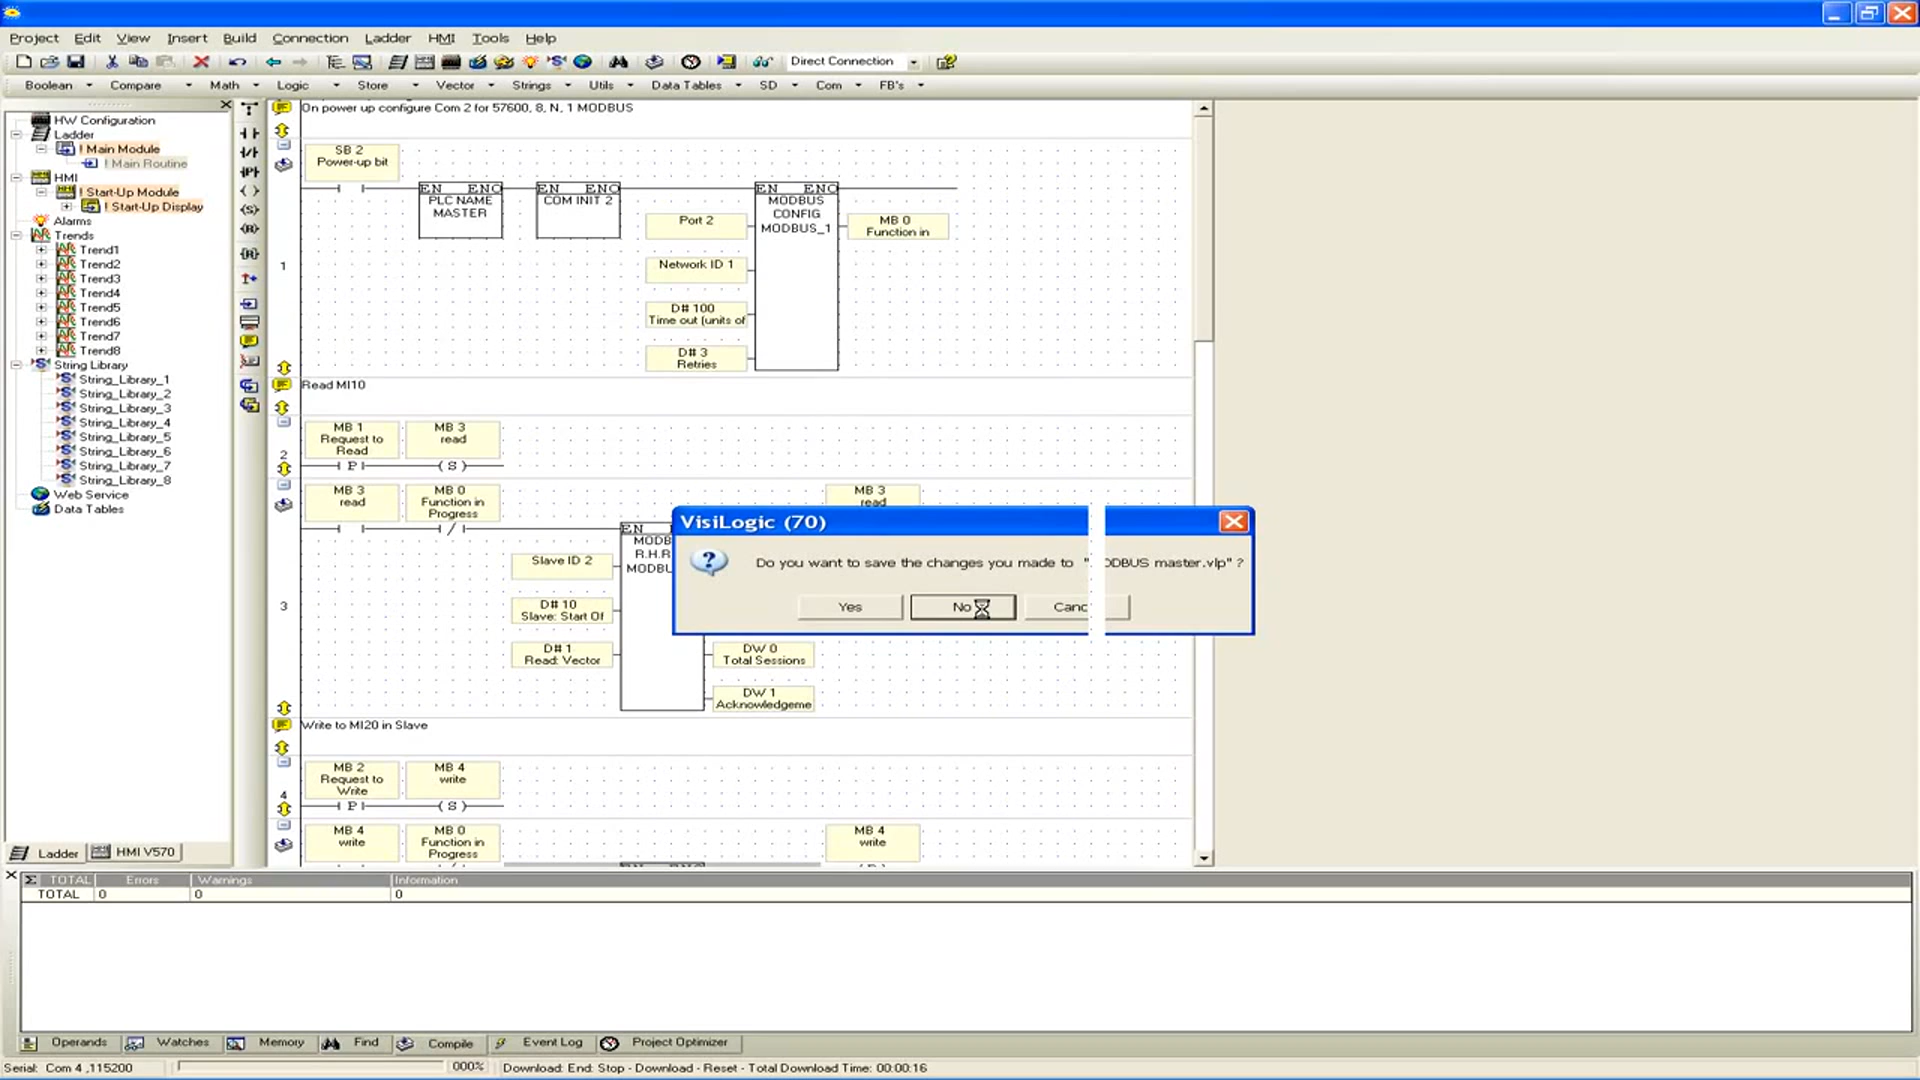 Project Edit View Insert Build Connection Ladder HMI Tools Help
Direct Connection
Boolean Compare Math Logic Store Vector Strings Utils Data Tables SD Com FB's
HW Configuration
Ladder
! Main Module
! Main Routine
HMI
! Start-Up Module
! Start-Up Display
Alarms
Trends
Trend1
Trend2
Trend3
Trend4
Trend5
Trend6
Trend7
Trend8
String Library
String_Library_1
String_Library_2
String_Library_3
String_Library_4
String_Library_5
String_Library_6
String_Library_7
String_Library_8
Web Service
Data Tables
Ladder HMI V570
On power up configure Com 2 for 57600, 8, N, 1 MODBUS
SB 2
Power-up bit
EN ENO
PLC NAME
MASTER
EN ENO
COM INIT 2
EN ENO
MODBUS
CONFIG
MODBUS_1
Port 2
Network ID 1
D# 100
Time out (units of
D# 3
Retries
MB 0
Function in
1
Read MI10
MB 1
Request to
Read
MB 3
read
P
S
2
MB 3
read
MB 0
Function in
Progress
MB 3
read
EN
MODB
R.H.R
MODBU
Slave ID 2
D# 10
Slave: Start Of
D# 1
Read: Vector
DW 0
Total Sessions
DW 1
Acknowledgeme
3
VisiLogic (70)
Do you want to save the changes you made to " ODBUS master.vlp" ?
Yes No Canc
Write to MI20 in Slave
MB 2
Request to
Write
MB 4
write
P
S
4
MB 4
write
MB 0
Function in
Progress
MB 4
write
Σ TOTAL Errors Warnings Information
TOTAL 0 0 0
Operands Watches Memory Find Compile Event Log Project Optimizer
Serial: Com 4 ,115200 000% Download: End: Stop - Download - Reset - Total Download Time: 00:00:16